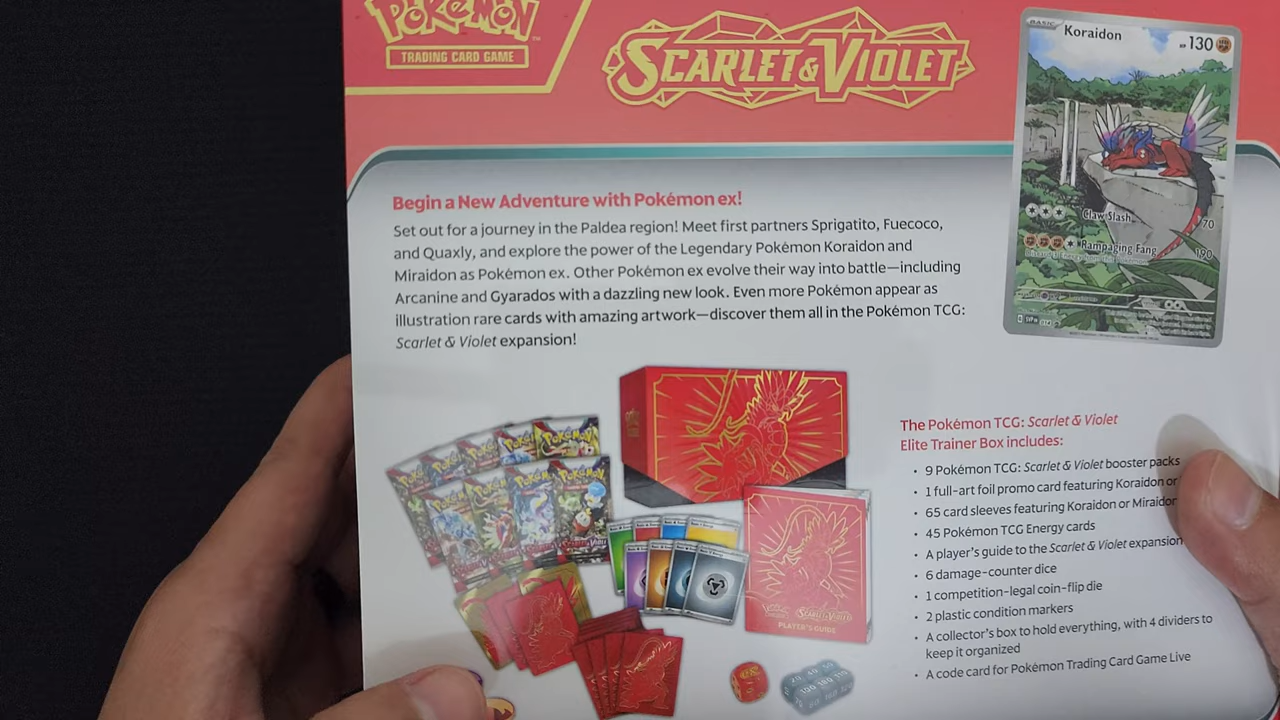 POKéMON
TRADING CARD GAME
SCARLET & VIOLET
BASIC
Koraidon
HP 130
Claw Slash
70
Rampaging Fang
190
Begin a New Adventure with Pokémon ex!
Set out for a journey in the Paldea region! Meet first partners Sprigatito, Fuecoco,
and Quaxly, and explore the power of the Legendary Pokémon Koraidon and
Miraidon as Pokémon ex. Other Pokémon ex evolve their way into battle—including
Arcanine and Gyarados with a dazzling new look. Even more Pokémon appear as
illustration rare cards with amazing artwork—discover them all in the Pokémon TCG:
Scarlet & Violet expansion!
The Pokémon TCG: Scarlet & Violet
Elite Trainer Box includes:
• 9 Pokémon TCG: Scarlet & Violet booster packs
• 1 full-art foil promo card featuring Koraidon or
• 65 card sleeves featuring Koraidon or Miraidon
• 45 Pokémon TCG Energy cards
• A player's guide to the Scarlet & Violet expansion
• 6 damage-counter dice
• 1 competition-legal coin-flip die
• 2 plastic condition markers
• A collector's box to hold everything, with 4 dividers to
keep it organized
• A code card for Pokémon Trading Card Game Live
POKéMON
POKéMON
POKéMON
POKéMON
SCARLET & VIOLET
PLAYER'S GUIDE